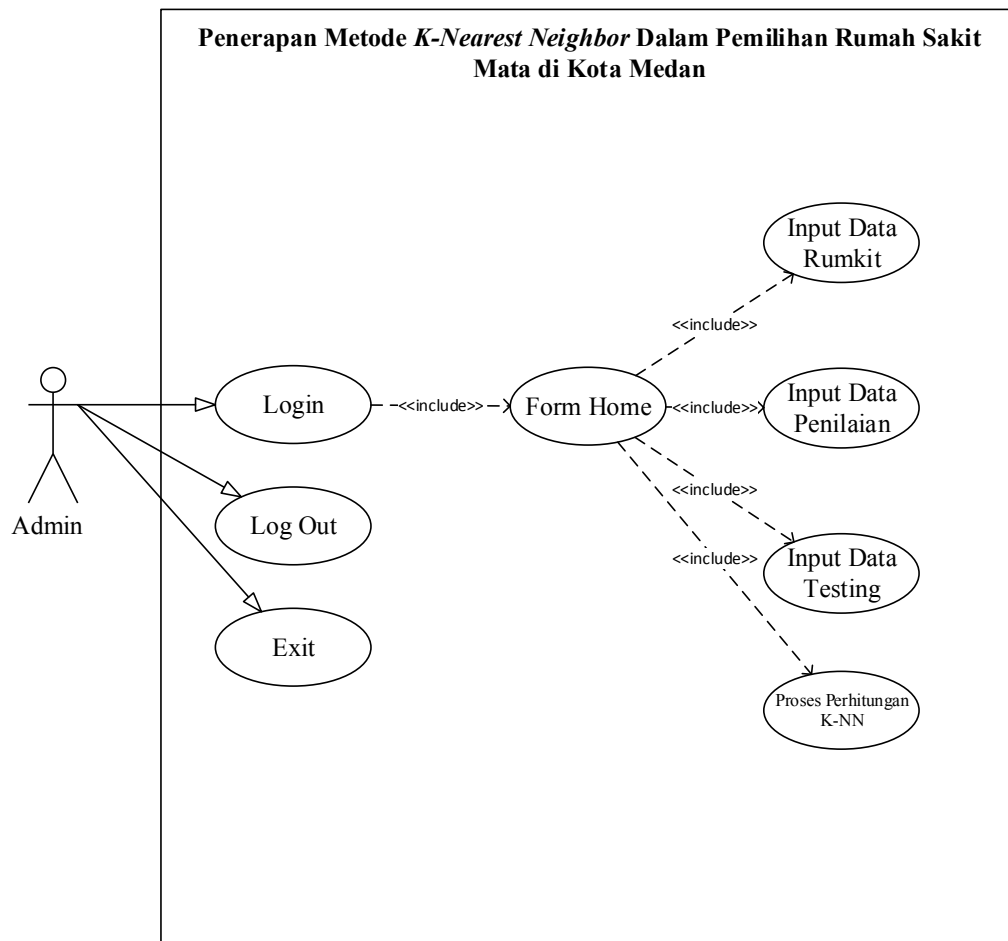 Penerapan Metode K-Nearest Neighbor Dalam Pemilihan Rumah Sakit
Mata di Kota Medan
Input Data
Rumkit
<<include>>
Login
<<include>>
Form Home
<<include>>
Input Data
Penilaian
Admin
Log Out
<<include>>
Input Data
Testing
<<include>>
Exit
Proses Perhitungan
K-NN